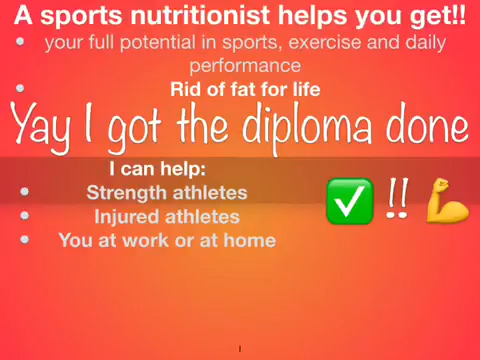 A sports nutritionist helps you get!!
• your full potential in sports, exercise and daily
performance
• Rid of fat for life
Yay I got the diploma done
I can help:
• Strength athletes
• Injured athletes
• You at work or at home
✅ !! 💪